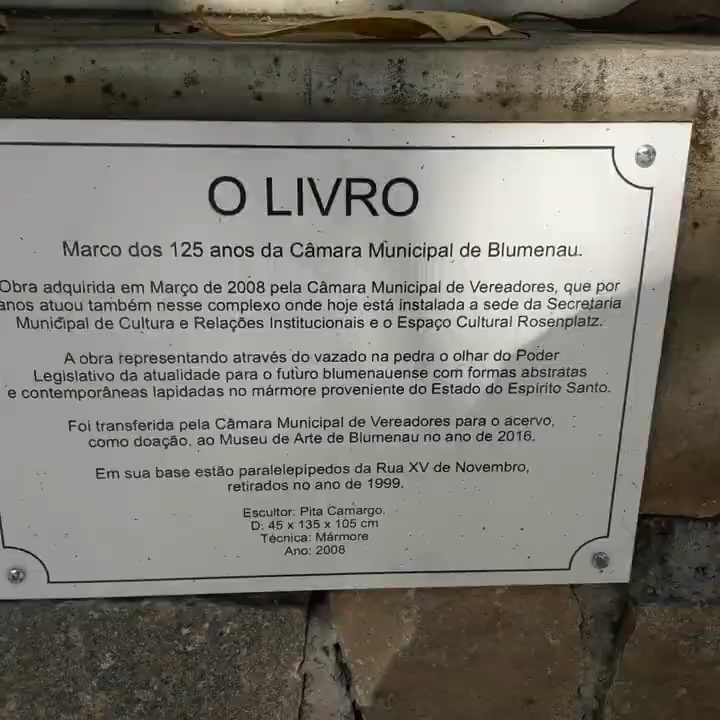 O LIVRO
Marco dos 125 anos da Câmara Municipal de Blumenau.
Obra adquirida em Março de 2008 pela Câmara Municipal de Vereadores, que por
anos atuou também nesse complexo onde hoje está instalada a sede da Secretaria
Municipal de Cultura e Relações Institucionais e o Espaço Cultural Rosenplatz.
A obra representando através do vazado na pedra o olhar do Poder
Legislativo da atualidade para o futuro blumenauense com formas abstratas
e contemporâneas lapidadas no mármore proveniente do Estado do Espírito Santo.
Foi transferida pela Câmara Municipal de Vereadores para o acervo,
como doação, ao Museu de Arte de Blumenau no ano de 2016.
Em sua base estão paralelepípedos da Rua XV de Novembro,
retirados no ano de 1999.
Escultor: Pita Camargo.
D: 45 x 135 x 105 cm
Técnica: Mármore
Ano: 2008